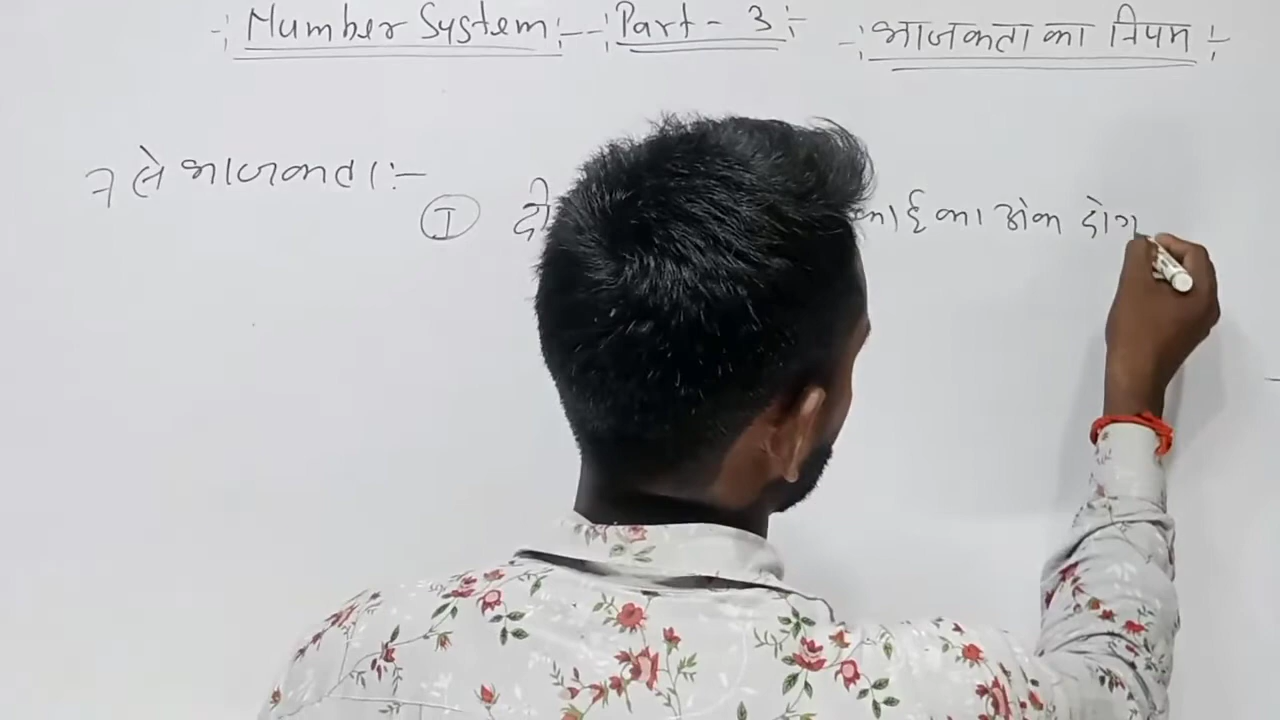 -: Number System :- -: Part - 3 :- -: भाजकता का नियम :-
7 से भाजकता :-
I दी काई का अंक दोगु